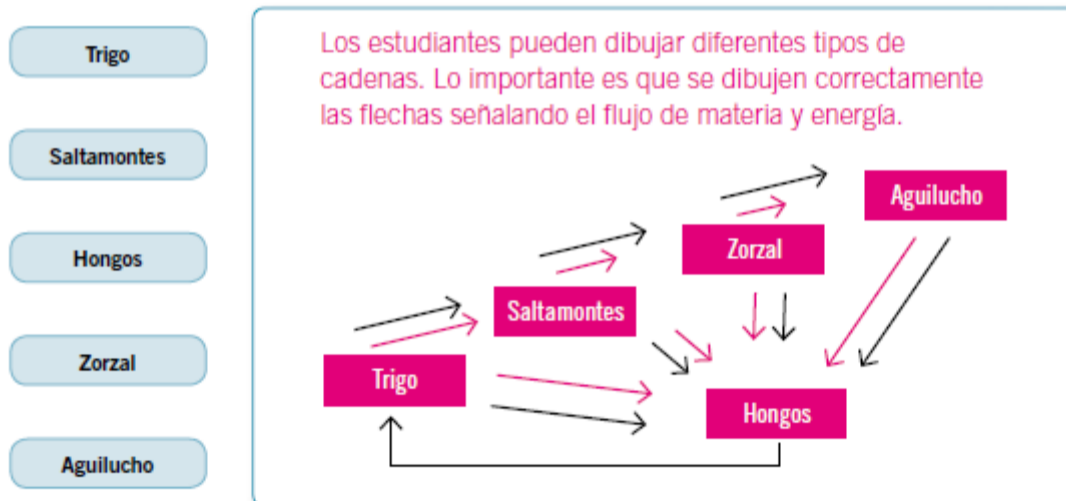 Trigo
Saltamontes
Hongos
Zorzal
Aguilucho
Los estudiantes pueden dibujar diferentes tipos de
cadenas. Lo importante es que se dibujen correctamente
las flechas señalando el flujo de materia y energía.
Aguilucho
Zorzal
Saltamontes
Trigo
Hongos